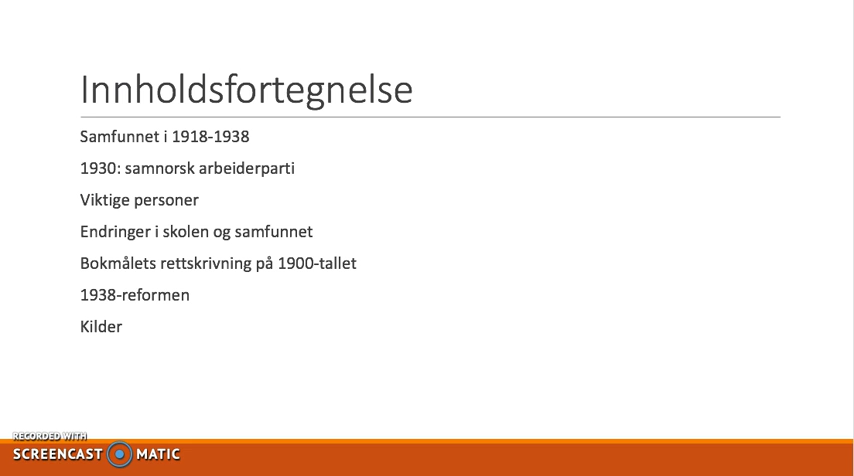 Innholdsfortegnelse
Samfunnet i 1918-1938
1930: samnorsk arbeiderparti
Viktige personer
Endringer i skolen og samfunnet
Bokmålets rettskrivning på 1900-tallet
1938-reformen
Kilder
RECORDED WITH
SCREENCAST MATIC